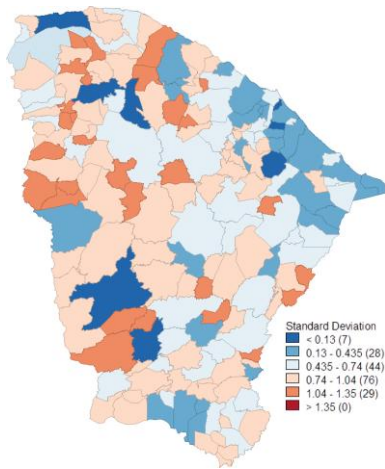 Standard Deviation
< 0.13 (7)
0.13 - 0.435 (28)
0.435 - 0.74 (44)
0.74 - 1.04 (76)
1.04 - 1.35 (29)
> 1.35 (0)